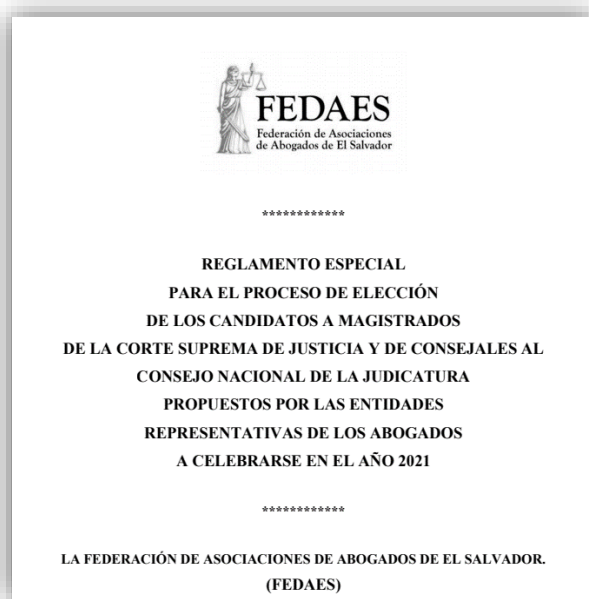 FEDAES
Federación de Asociaciones
de Abogados de El Salvador
************
REGLAMENTO ESPECIAL
PARA EL PROCESO DE ELECCIÓN
DE LOS CANDIDATOS A MAGISTRADOS
DE LA CORTE SUPREMA DE JUSTICIA Y DE CONSEJALES AL
CONSEJO NACIONAL DE LA JUDICATURA
PROPUESTOS POR LAS ENTIDADES
REPRESENTATIVAS DE LOS ABOGADOS
A CELEBRARSE EN EL AÑO 2021
************
LA FEDERACIÓN DE ASOCIACIONES DE ABOGADOS DE EL SALVADOR.
(FEDAES)